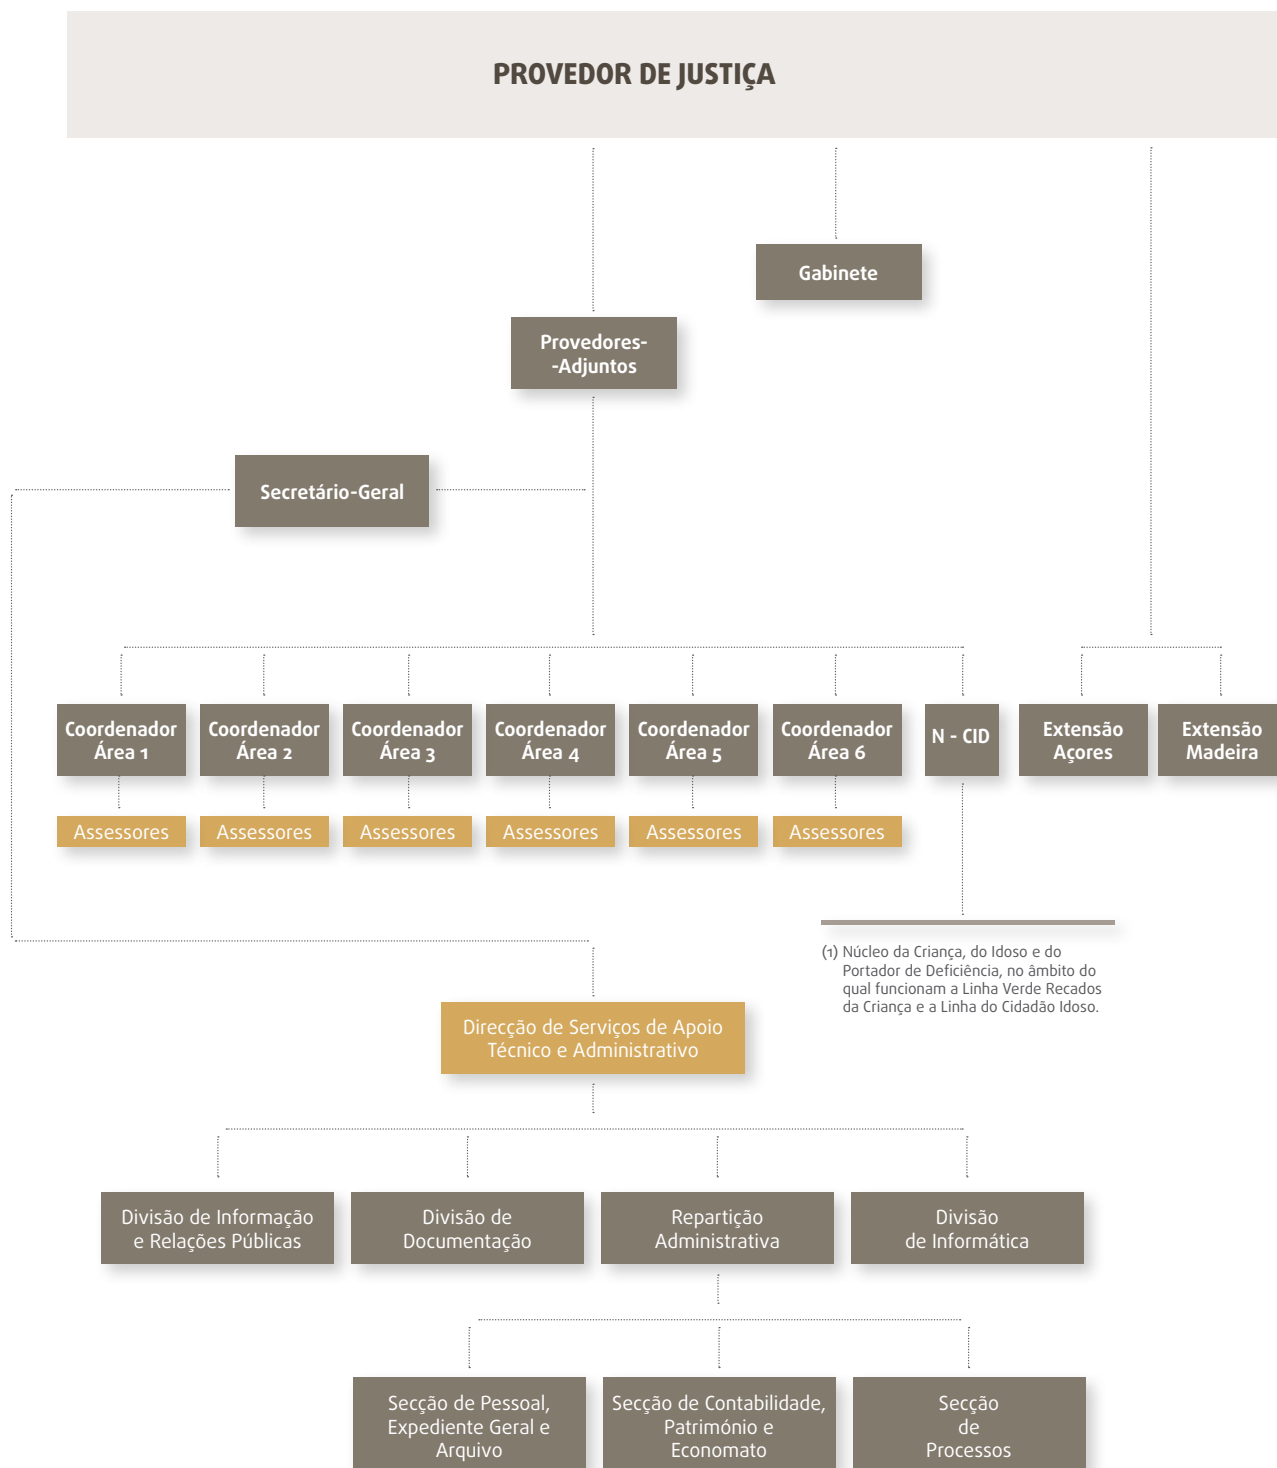 PROVEDOR DE JUSTIÇA
Gabinete
Provedores-
-Adjuntos
Secretário-Geral
Coordenador
Área 1
Coordenador
Área 2
Coordenador
Área 3
Coordenador
Área 4
Coordenador
Área 5
Coordenador
Área 6
N - CID
Extensão
Açores
Extensão
Madeira
Assessores
Assessores
Assessores
Assessores
Assessores
Assessores
(1) Núcleo da Criança, do Idoso e do
Portador de Deficiência, no âmbito do
qual funcionam a Linha Verde Recados
da Criança e a Linha do Cidadão Idoso.
Direcção de Serviços de Apoio
Técnico e Administrativo
Divisão de Informação
e Relações Públicas
Divisão de
Documentação
Repartição
Administrativa
Divisão
de Informática
Secção de Pessoal,
Expediente Geral e
Arquivo
Secção de Contabilidade,
Património e
Economato
Secção
de
Processos